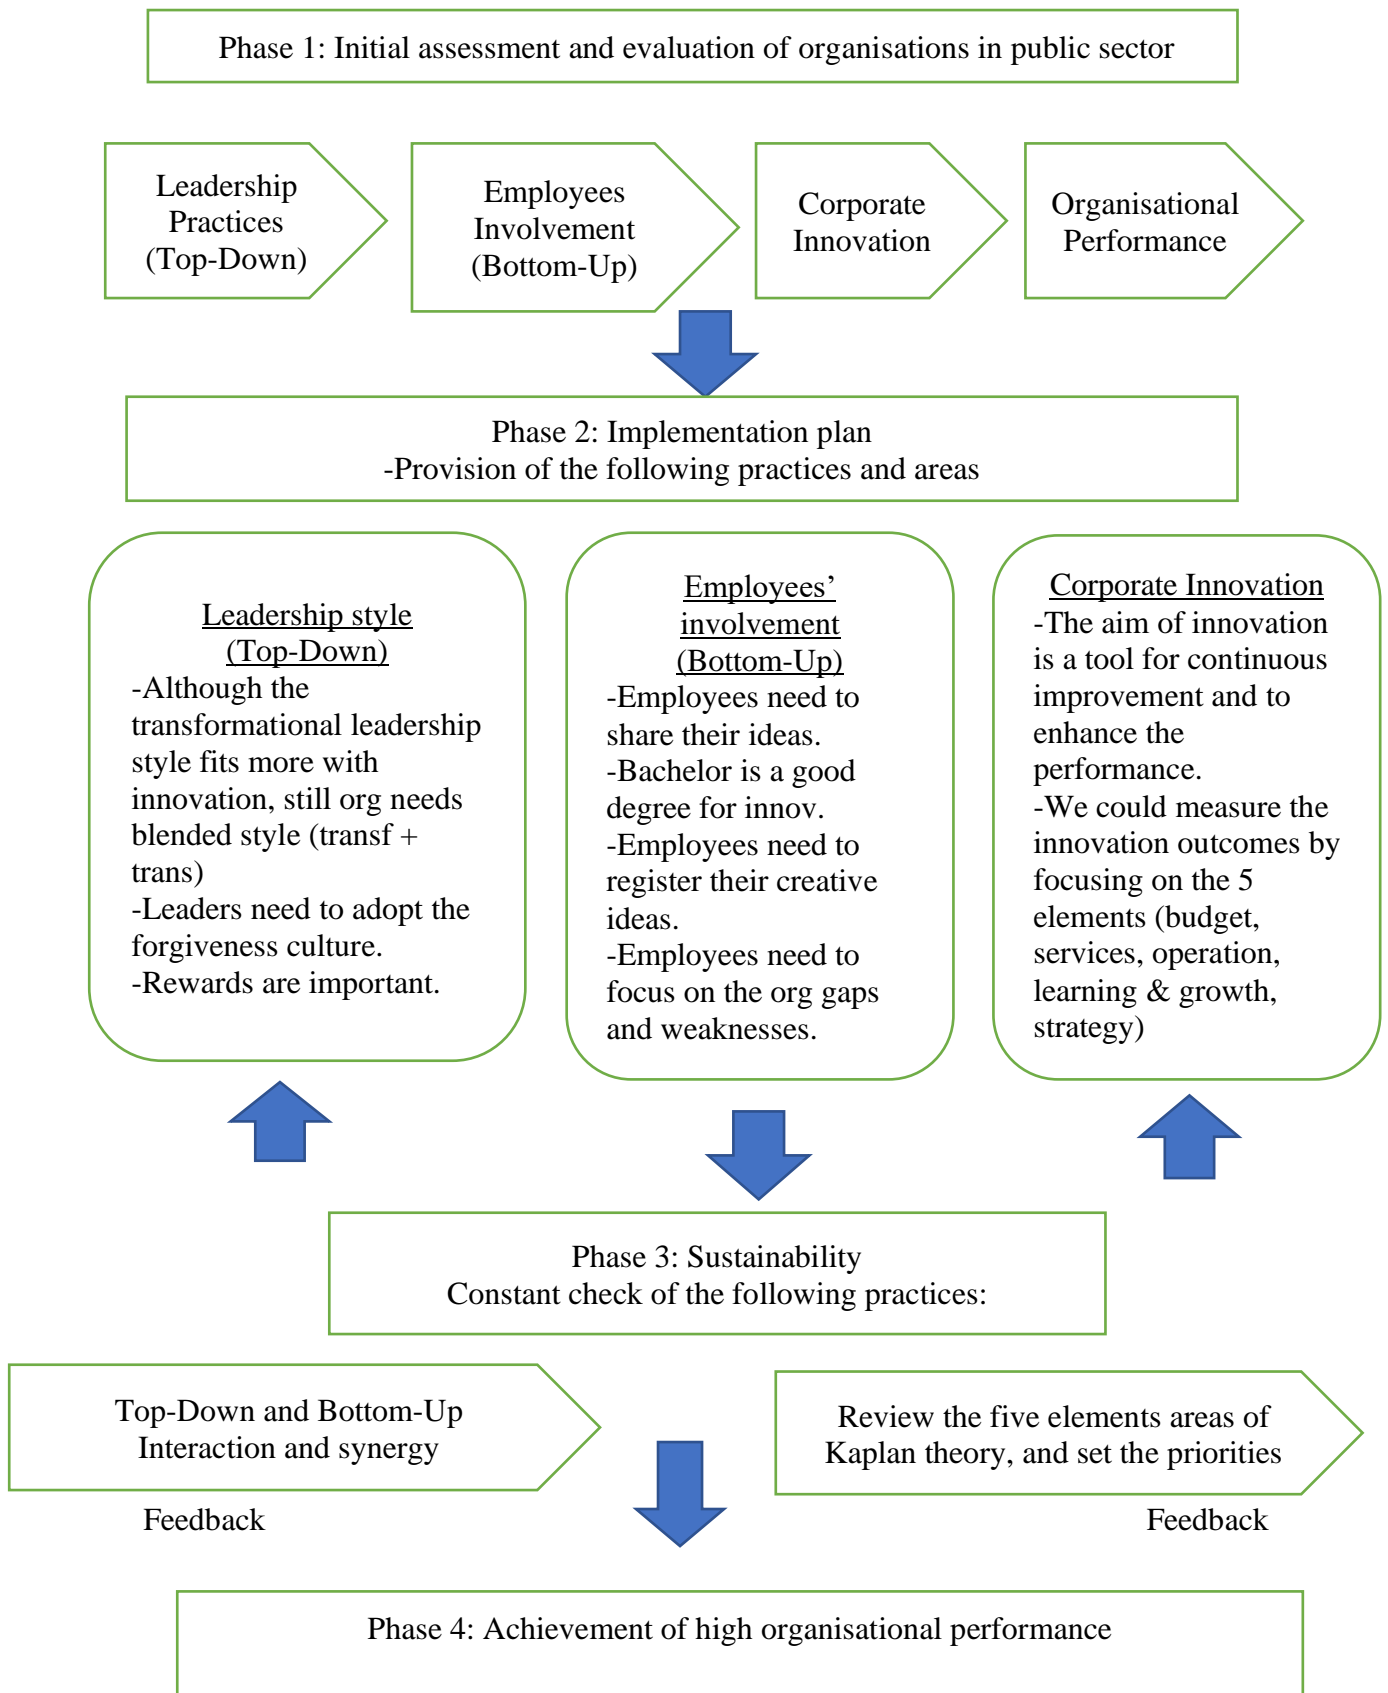 Phase 1: Initial assessment and evaluation of organisations in public sector
Leadership
Practices
(Top-Down)
Employees
Involvement
(Bottom-Up)
Corporate
Innovation
Organisational
Performance
Phase 2: Implementation plan
-Provision of the following practices and areas
Leadership style
(Top-Down)
-Although the
transformational leadership
style fits more with
innovation, still org needs
blended style (transf +
trans)
-Leaders need to adopt the
forgiveness culture.
-Rewards are important.
Employees’
involvement
(Bottom-Up)
-Employees need to
share their ideas.
-Bachelor is a good
degree for innov.
-Employees need to
register their creative
ideas.
-Employees need to
focus on the org gaps
and weaknesses.
Corporate Innovation
-The aim of innovation
is a tool for continuous
improvement and to
enhance the
performance.
-We could measure the
innovation outcomes by
focusing on the 5
elements (budget,
services, operation,
learning & growth,
strategy)
Phase 3: Sustainability
Constant check of the following practices:
Top-Down and Bottom-Up
Interaction and synergy
Review the five elements areas of
Kaplan theory, and set the priorities
Feedback
Feedback
Phase 4: Achievement of high organisational performance